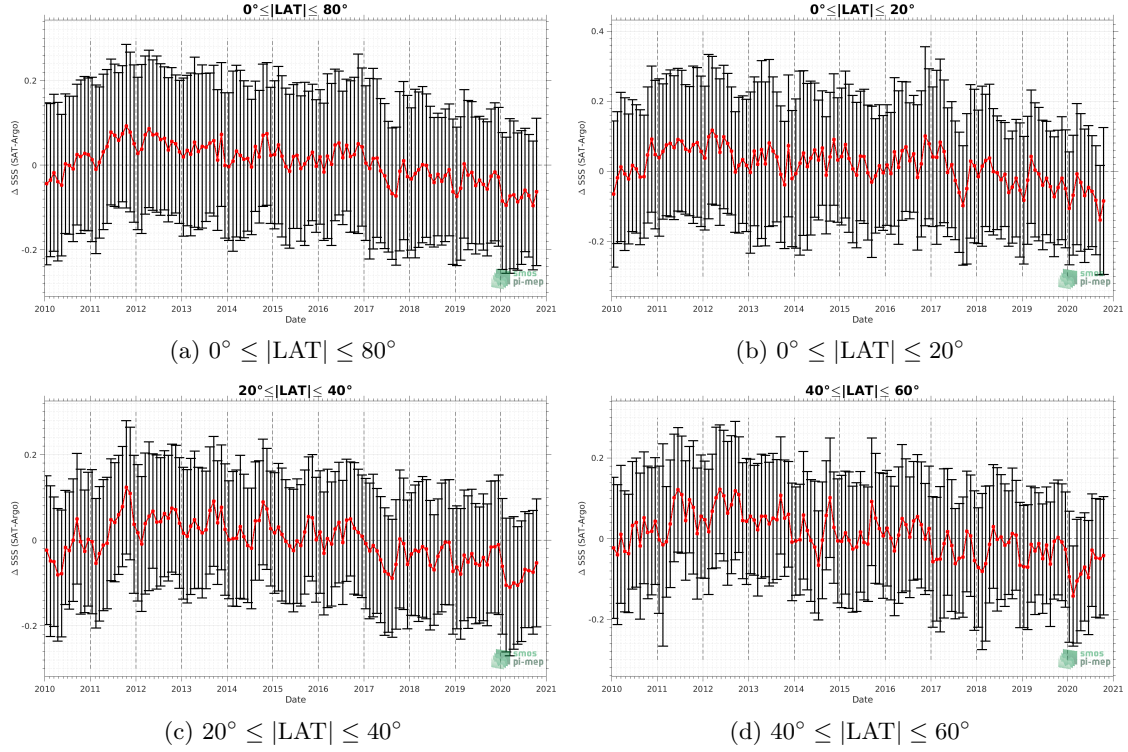 0°≤|LAT|≤ 80°
Δ SSS (SAT-Argo)
0.2
0
-0.2
2010 2011 2012 2013 2014 2015 2016 2017 2018 2019 2020 2021
Date
smos
pi-mep
(a) 0° ≤ |LAT| ≤ 80°
0°≤|LAT|≤ 20°
Δ SSS (SAT-Argo)
0.4
0.2
0
-0.2
2010 2011 2012 2013 2014 2015 2016 2017 2018 2019 2020 2021
Date
smos
pi-mep
(b) 0° ≤ |LAT| ≤ 20°
20°≤|LAT|≤ 40°
Δ SSS (SAT-Argo)
0.2
0
-0.2
2010 2011 2012 2013 2014 2015 2016 2017 2018 2019 2020 2021
Date
smos
pi-mep
(c) 20° ≤ |LAT| ≤ 40°
40°≤|LAT|≤ 60°
Δ SSS (SAT-Argo)
0.2
0
-0.2
2010 2011 2012 2013 2014 2015 2016 2017 2018 2019 2020 2021
Date
smos
pi-mep
(d) 40° ≤ |LAT| ≤ 60°